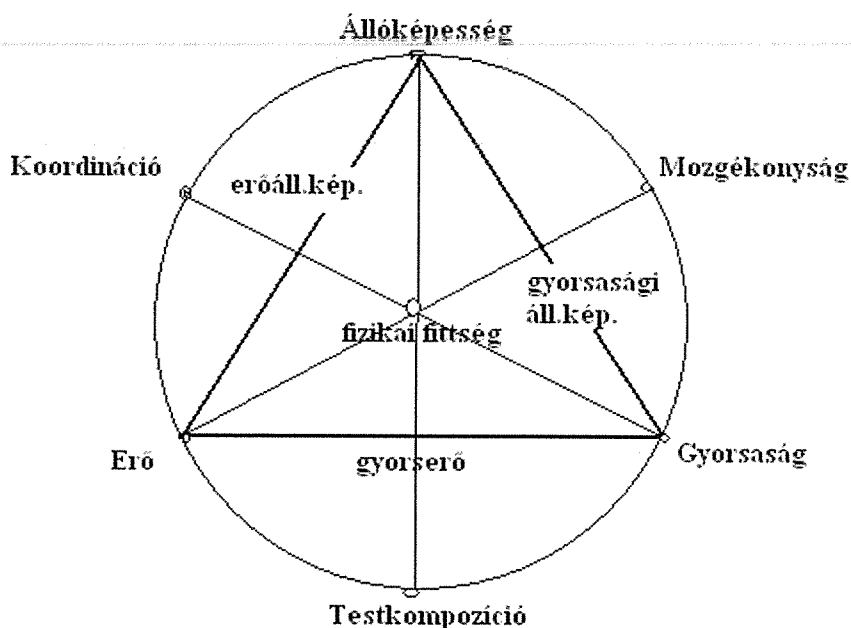 Állóképesség
Koordináció
Mozgékonyság
erőáll.kép.
gyorsasági
áll.kép.
fizikai fittség
Erő
gyorserő
Gyorsaság
Testkompozíció